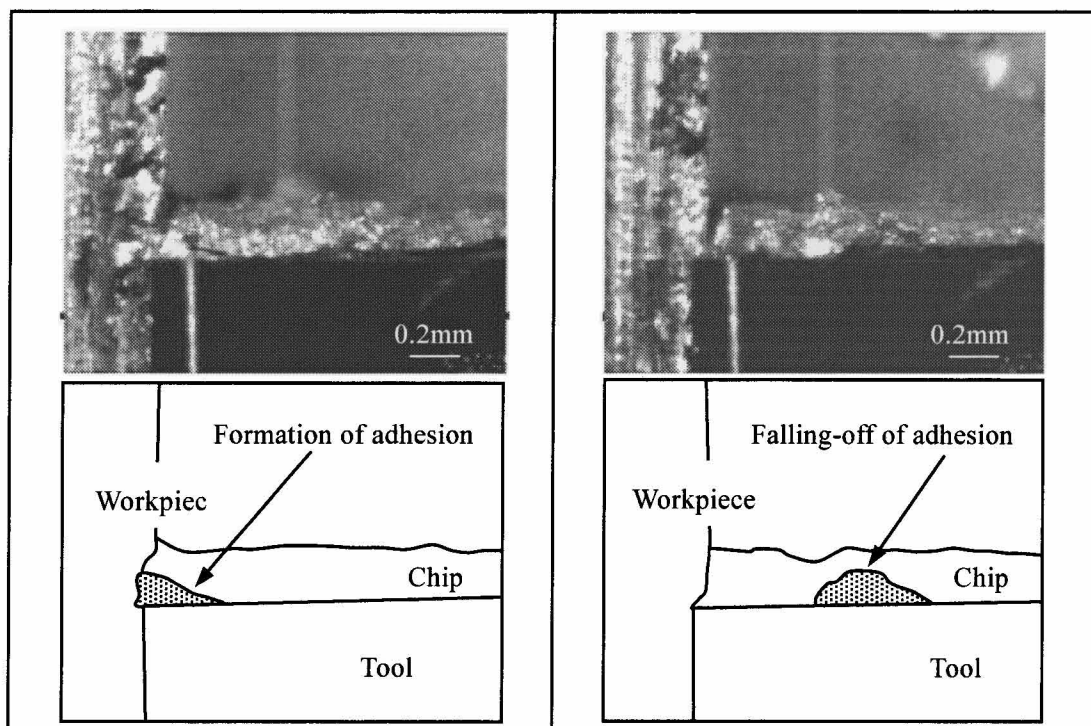 0.2mm
0.2mm
Formation of adhesion
Workpiec
Chip
Tool
Falling-off of adhesion
Workpiece
Chip
Tool